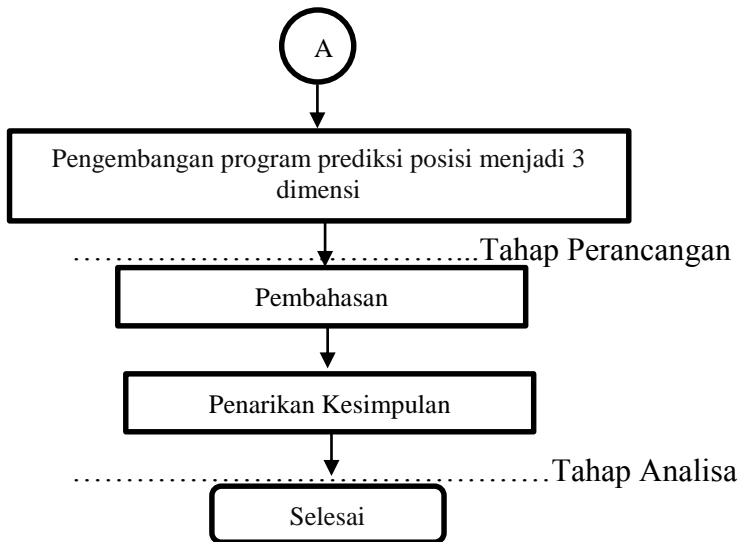 A
Pengembangan program prediksi posisi menjadi 3
dimensi
…………………………………...Tahap Perancangan
Pembahasan
Penarikan Kesimpulan
……………………………………….Tahap Analisa
Selesai